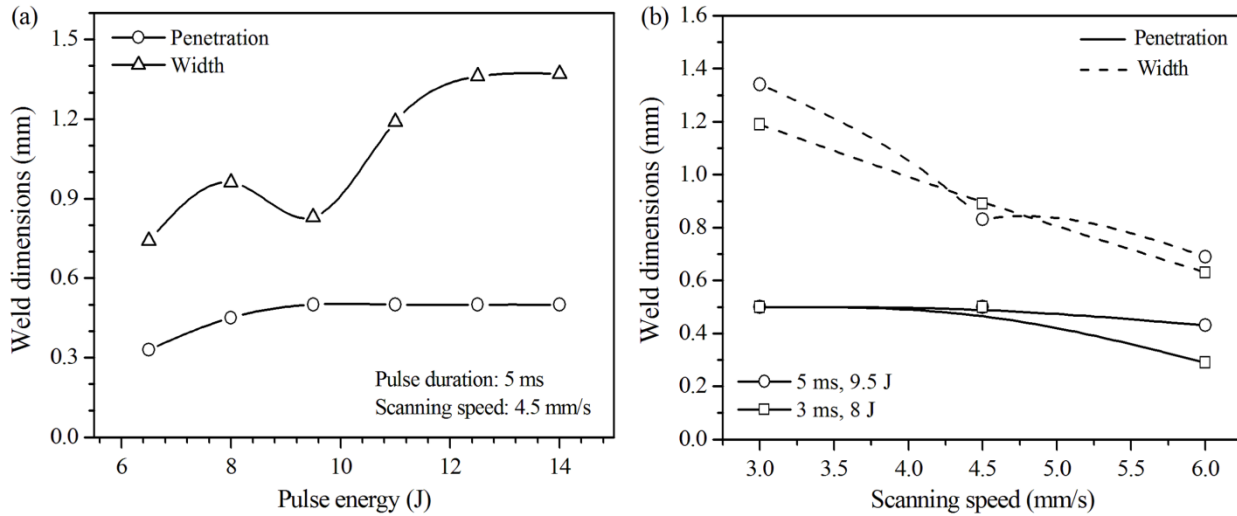 (a)
1.5
1.2
0.9
0.6
0.3
0.0
Weld dimensions (mm)
Penetration
Width
Pulse duration: 5 ms
Scanning speed: 4.5 mm/s
6 8 10 12 14
Pulse energy (J)
(b)
1.6
1.4
1.2
1.0
0.8
0.6
0.4
0.2
0.0
Weld dimensions (mm)
Penetration
Width
5 ms, 9.5 J
3 ms, 8 J
3.0 3.5 4.0 4.5 5.0 5.5 6.0
Scanning speed (mm/s)